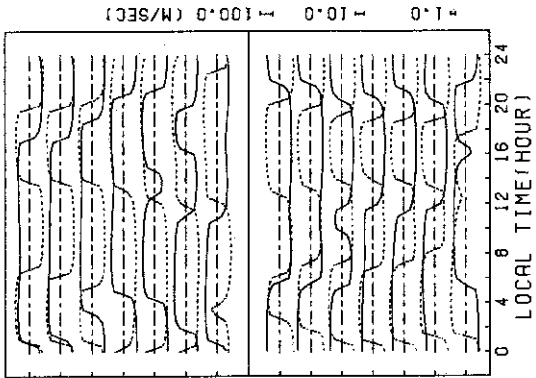 ⊢⊣ 100.0 (M/SEC)
⊢⊣ 10.0
⊢⊣ 1.0
0 4 8 12 16 20 24
LOCAL TIME(HOUR)